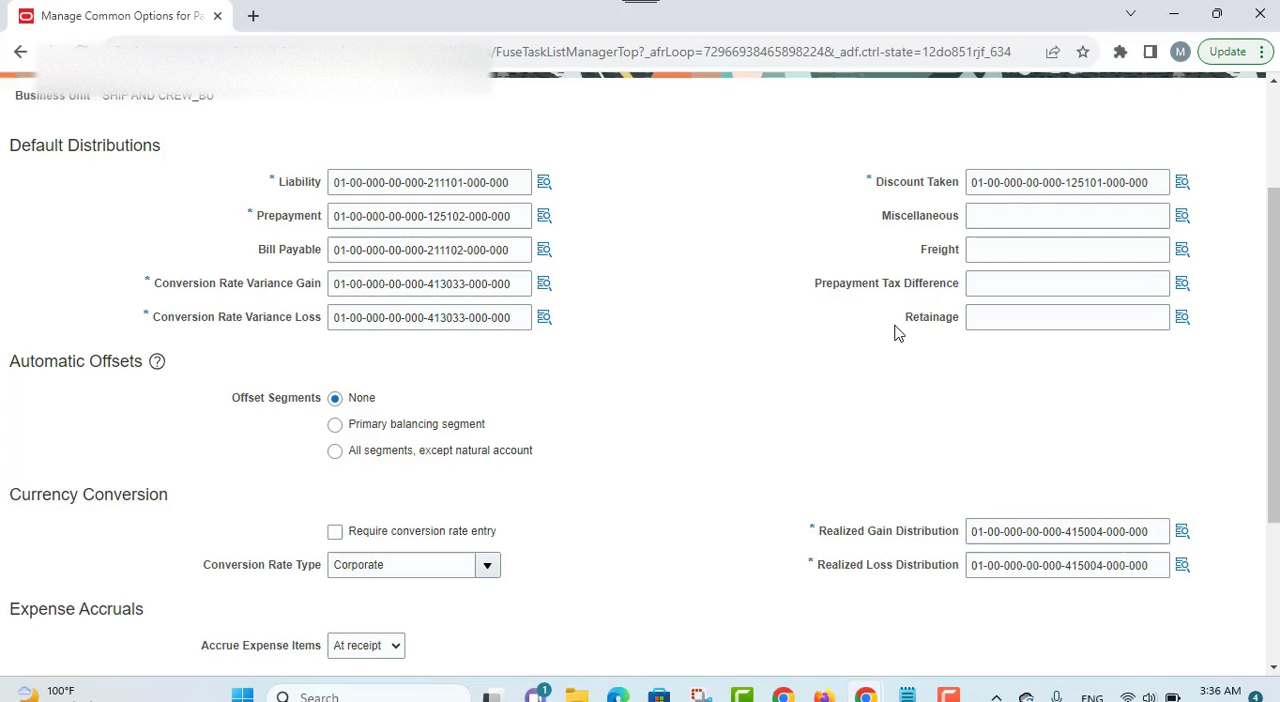 Manage Common Options for Pa
/FuseTaskListManagerTop?_afrLoop=7296693846589822​4&_adf.ctrl-state=12do851rjf_634
M
Update
Business Unit SHIP AND CREW_BU
Default Distributions
* Liability 01-00-000-00-000-211101-000-000
* Discount Taken 01-00-000-00-000-125101-000-000
* Prepayment 01-00-000-00-000-125102-000-000
Miscellaneous
Bill Payable 01-00-000-00-000-211102-000-000
Freight
* Conversion Rate Variance Gain 01-00-000-00-000-413033-000-000
Prepayment Tax Difference
* Conversion Rate Variance Loss 01-00-000-00-000-413033-000-000
Retainage
Automatic Offsets ?
Offset Segments None
Primary balancing segment
All segments, except natural account
Currency Conversion
Require conversion rate entry
* Realized Gain Distribution 01-00-000-00-000-415004-000-000
Conversion Rate Type Corporate
* Realized Loss Distribution 01-00-000-00-000-415004-000-000
Expense Accruals
Accrue Expense Items At receipt
100°F
Search
1
ENG
3:36 AM
4